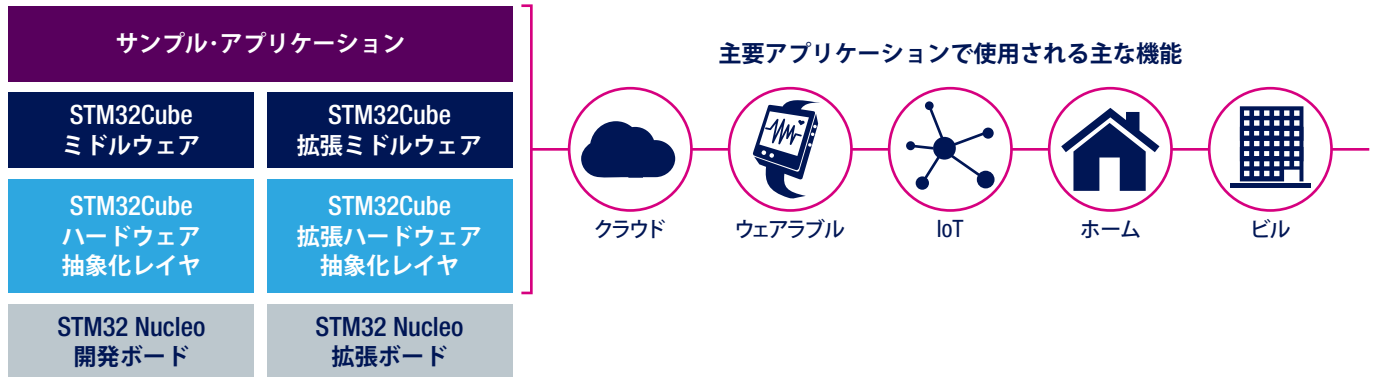 サンプル・アプリケーション
STM32Cube
ミドルウェア
STM32Cube
拡張ミドルウェア
STM32Cube
ハードウェア
抽象化レイヤ
STM32Cube
拡張ハードウェア
抽象化レイヤ
STM32 Nucleo
開発ボード
STM32 Nucleo
拡張ボード
主要アプリケーションで使用される主な機能
クラウド
ウェアラブル
IoT
ホーム
ビル